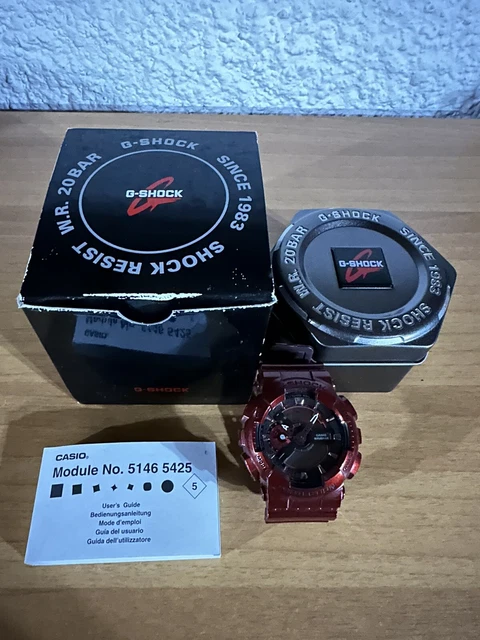 G-SHOCK
SINCE 1983
SHOCK RESIST
W.R. 20BAR
G-SHOCK
G-SHOCK
G-SHOCK
SINCE 1983
SHOCK RESIST
W.R. 20BAR
G-SHOCK
CASIO
Module No. 5146 5425
5
User's Guide
Bedienungsanleitung
Mode d'emploi
Guía del usuario
Guida dell'utilizzatore